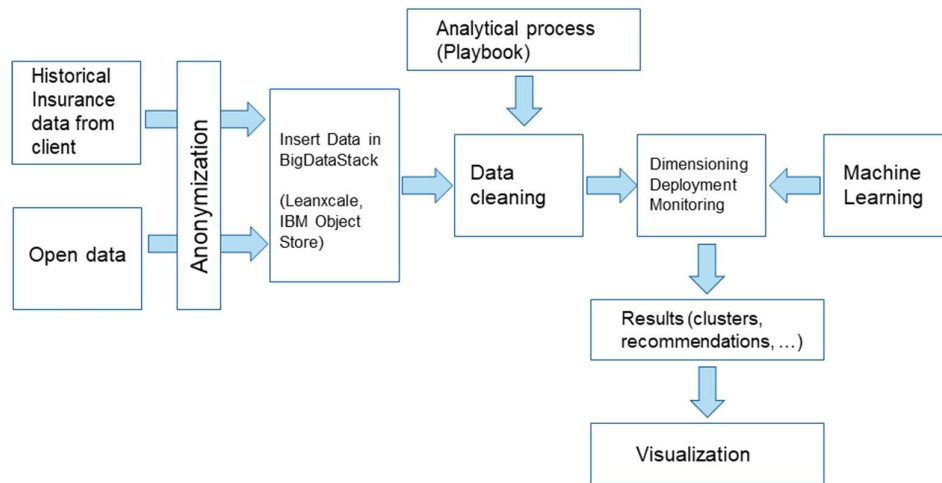 Analytical process
(Playbook)
Historical
Insurance
data from
client
Anonymization
Insert Data in
BigDataStack
(Leanxcale,
IBM Object
Store)
Data
cleaning
Dimensioning
Deployment
Monitoring
Machine
Learning
Open data
Results (clusters,
recommendations, ...)
Visualization